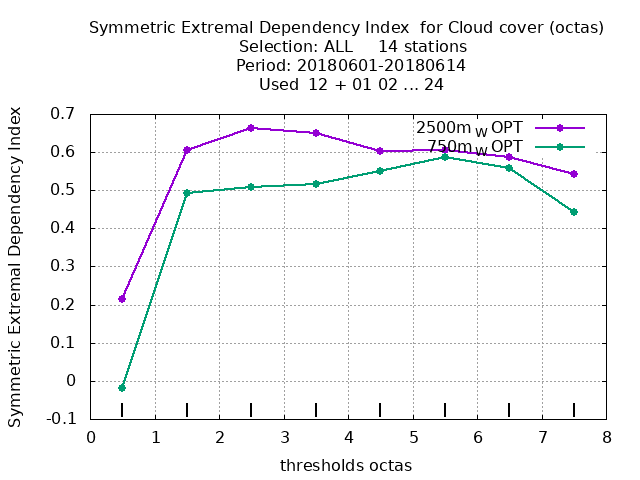 Symmetric Extremal Dependency Index  for Cloud cover (octas)
Selection: ALL     14 stations
Period: 20180601-20180614
Used  12 + 01 02 ... 24
Symmetric Extremal Dependency Index
0.7
0.6
0.5
0.4
0.3
0.2
0.1
0
-0.1
2500m W OPT
750m W OPT
0 1 2 3 4 5 6 7 8
thresholds octas